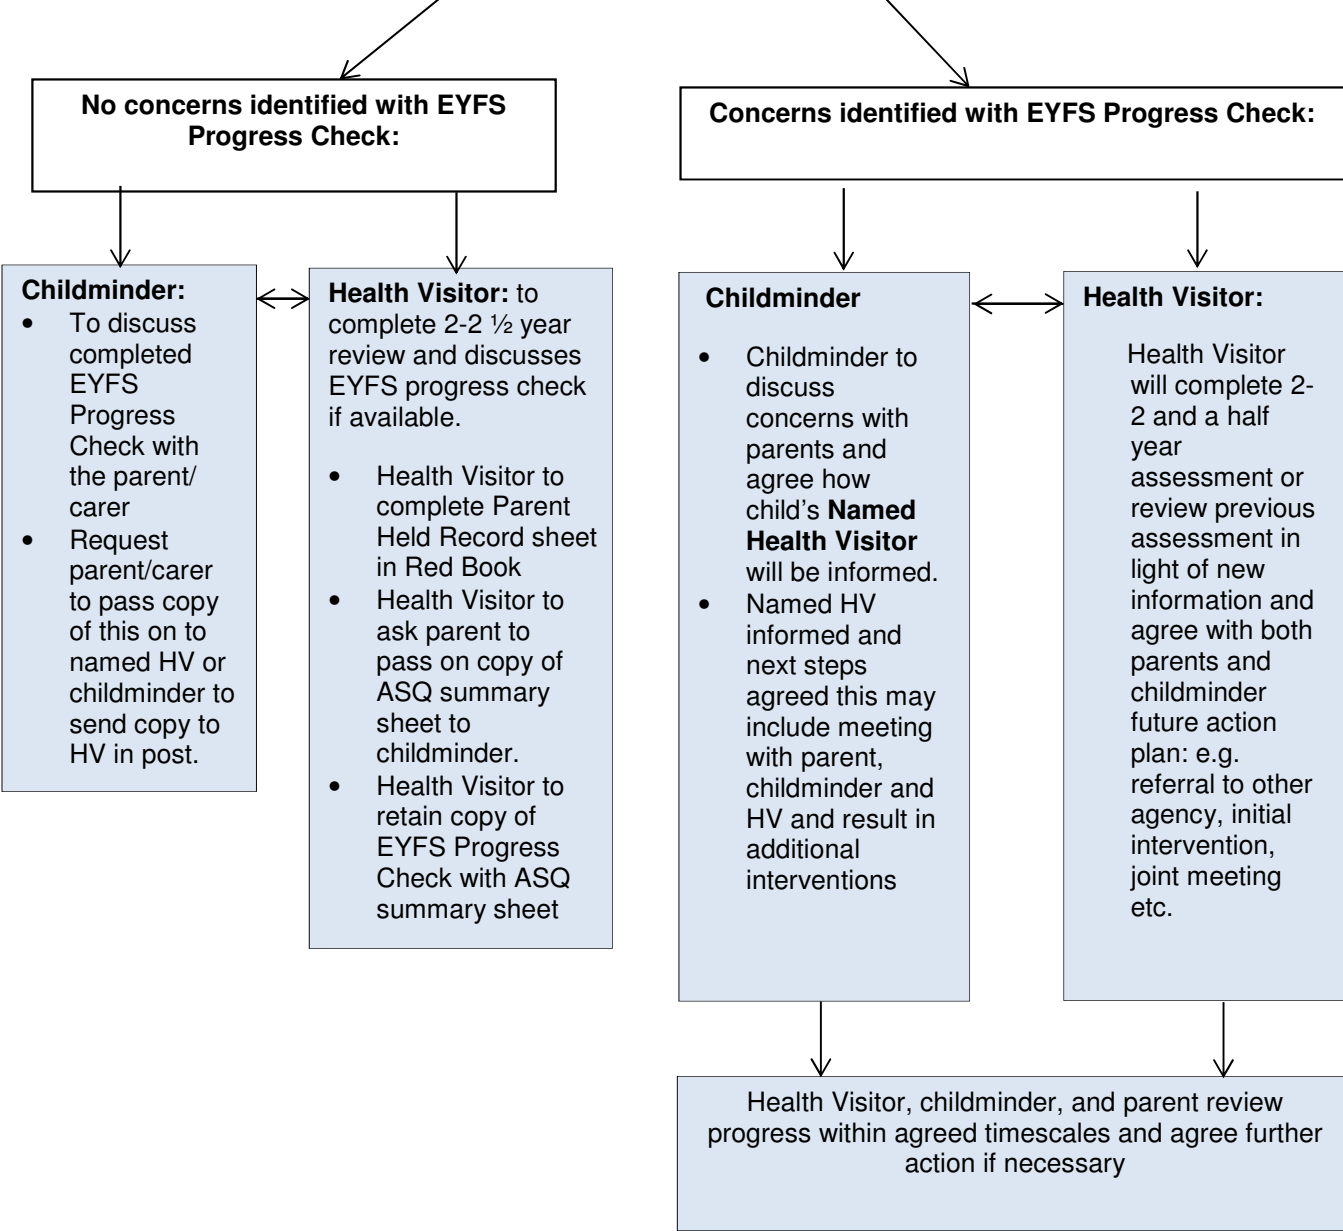 No concerns identified with EYFS
Progress Check:
Concerns identified with EYFS Progress Check:
Childminder:
• To discuss
completed
EYFS
Progress
Check with
the parent/
carer
• Request
parent/carer
to pass copy
of this on to
named HV or
childminder to
send copy to
HV in post.
Health Visitor: to
complete 2-2 ½ year
review and discusses
EYFS progress check
if available.
• Health Visitor to
complete Parent
Held Record sheet
in Red Book
• Health Visitor to
ask parent to
pass on copy of
ASQ summary
sheet to
childminder.
• Health Visitor to
retain copy of
EYFS Progress
Check with ASQ
summary sheet
Childminder
• Childminder to
discuss
concerns with
parents and
agree how
child’s Named
Health Visitor
will be informed.
• Named HV
informed and
next steps
agreed this may
include meeting
with parent,
childminder and
HV and result in
additional
interventions
Health Visitor:
Health Visitor
will complete 2-
2 and a half
year
assessment or
review previous
assessment in
light of new
information and
agree with both
parents and
childminder
future action
plan: e.g.
referral to other
agency, initial
intervention,
joint meeting
etc.
Health Visitor, childminder, and parent review
progress within agreed timescales and agree further
action if necessary